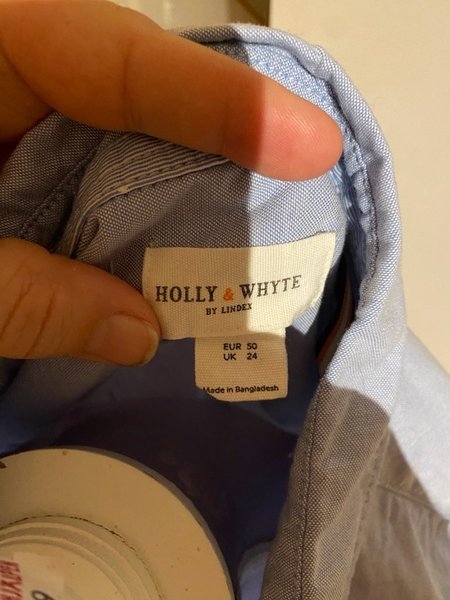 HOLLY & WHYTE
BY LINDEX
EUR 50
UK 24
Made in Bangladesh